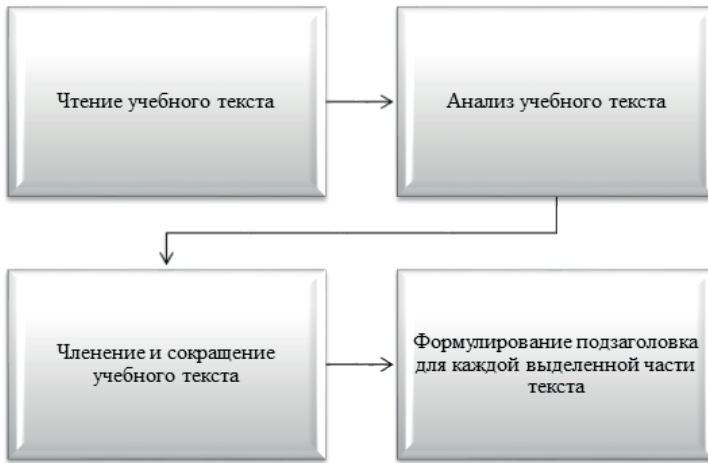 Чтение учебного текста
Анализ учебного текста
Членение и сокращение
учебного текста
Формулирование подзаголовка
для каждой выделенной части
текста